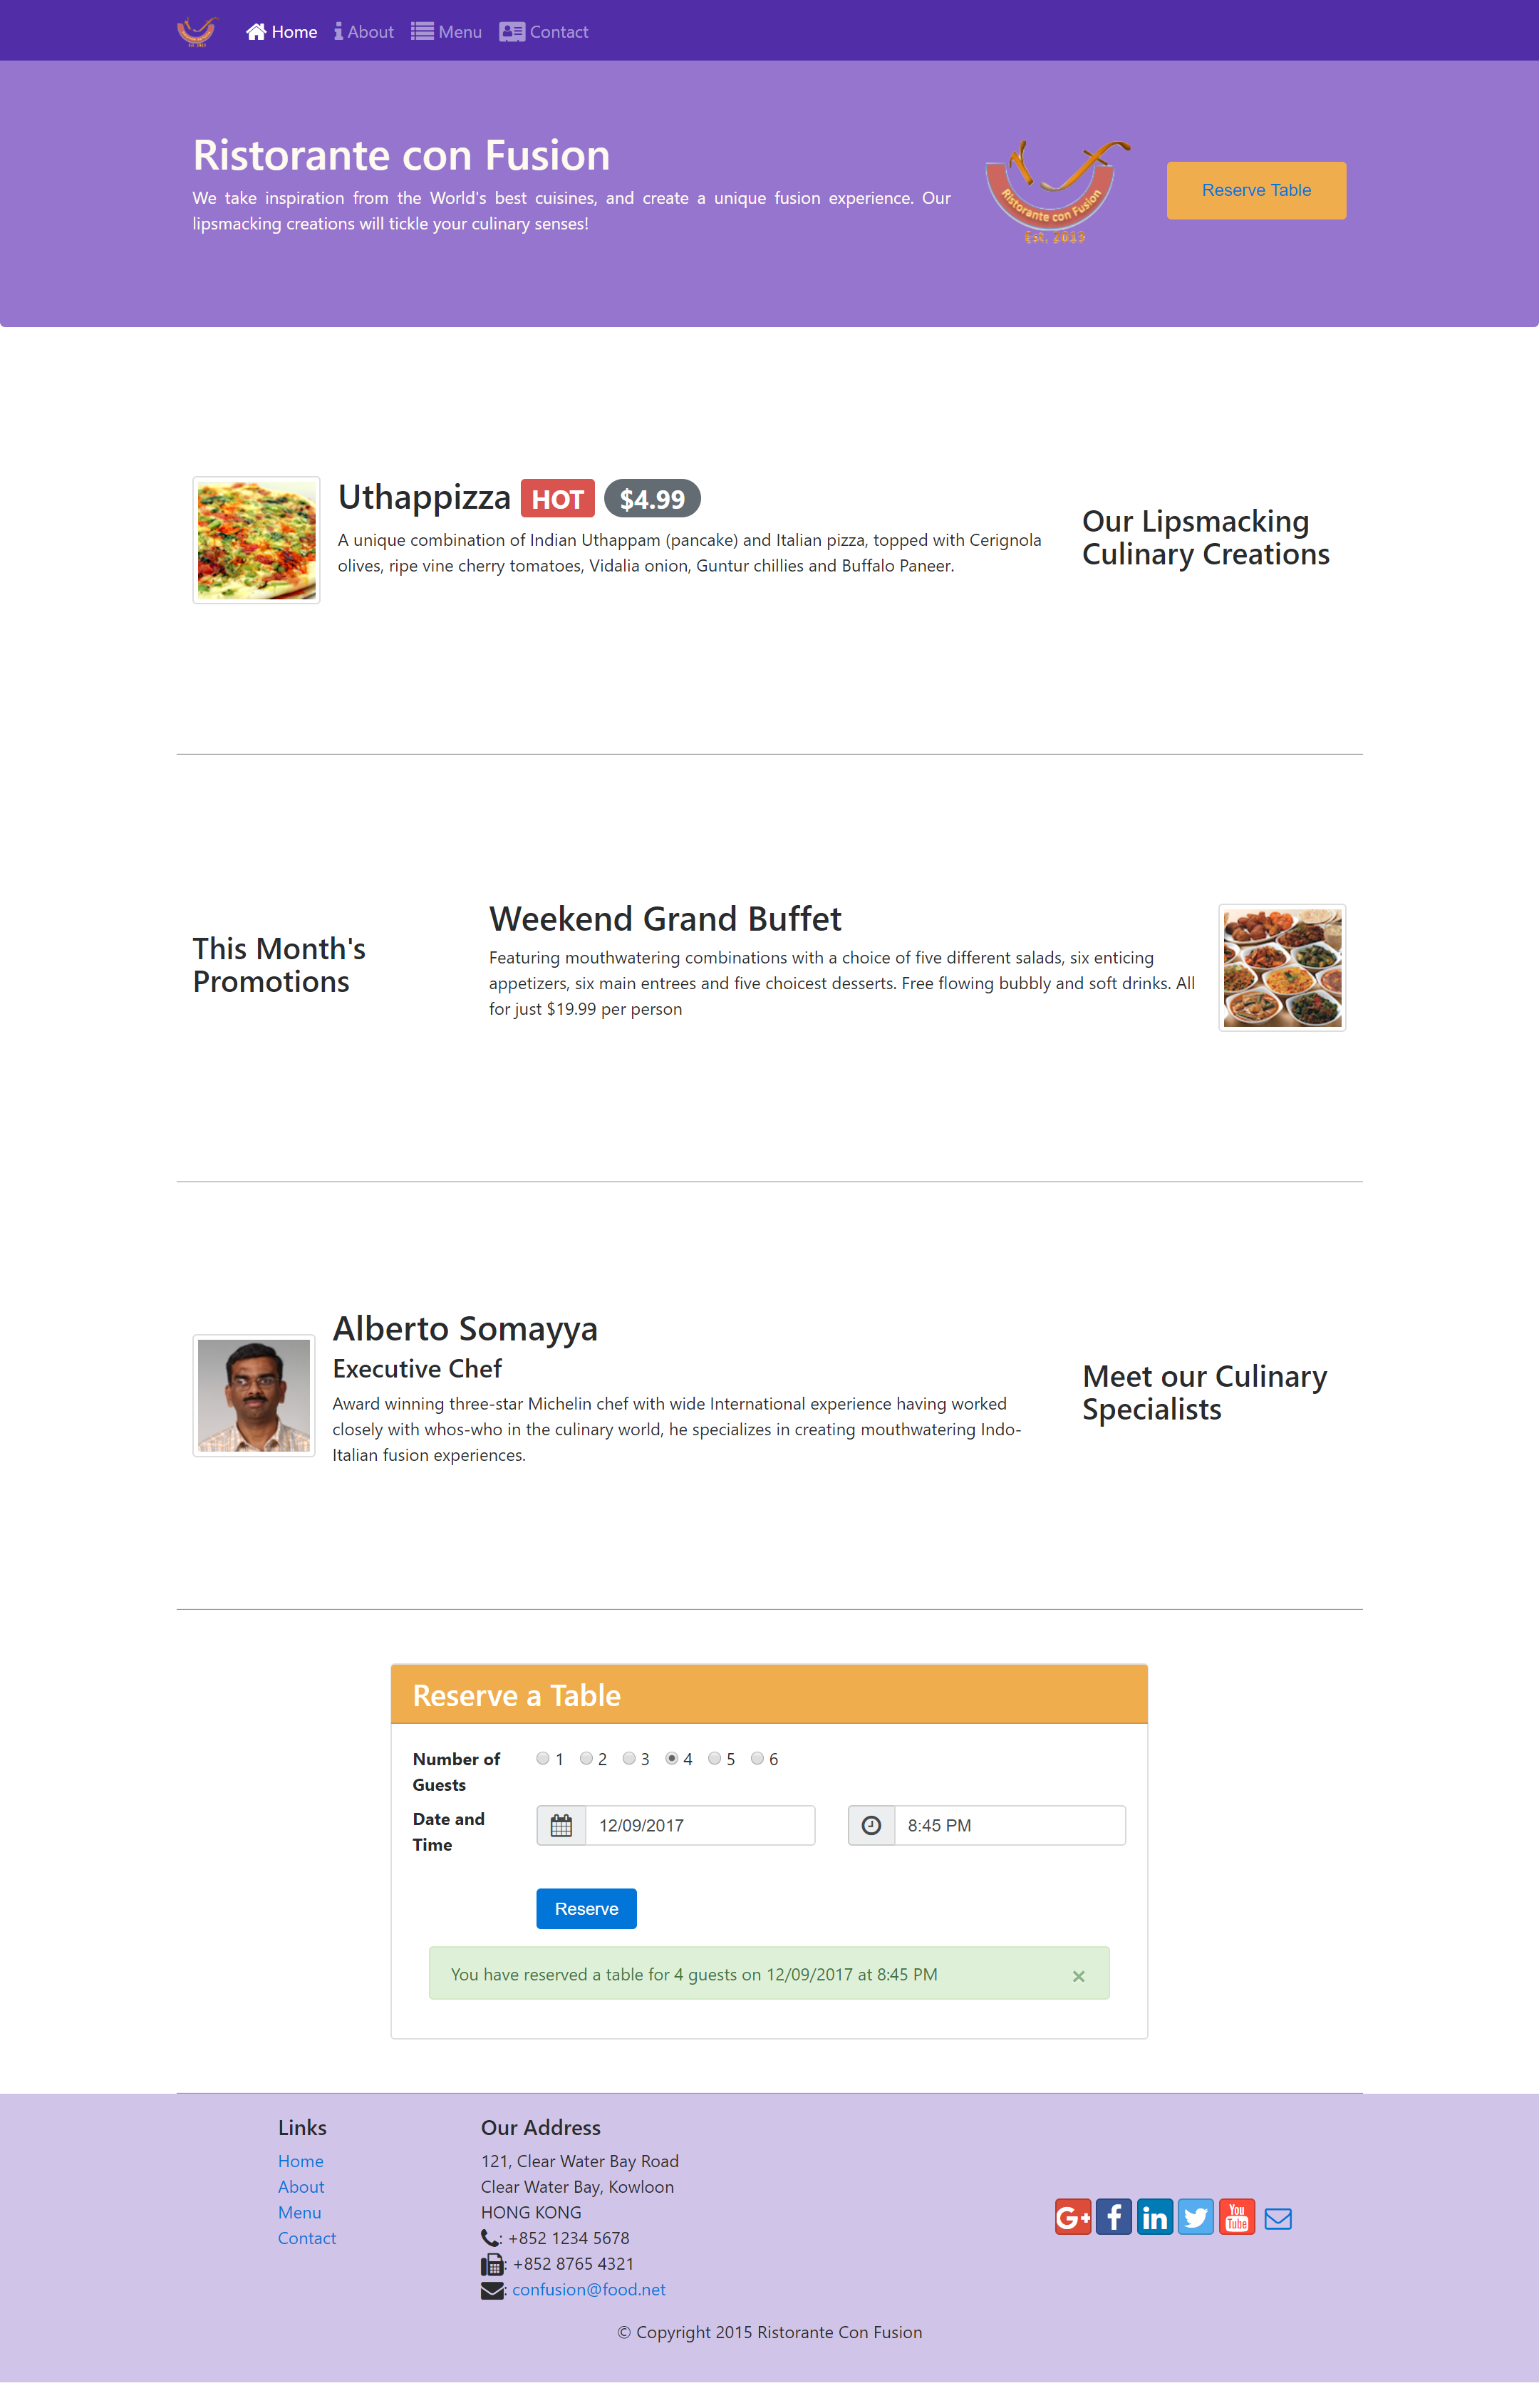 Home About Menu Contact
Ristorante con Fusion
We take inspiration from the World's best cuisines, and create a unique fusion experience. Our
lipsmacking creations will tickle your culinary senses!
Ristorante con Fusion
Est. 2013
Reserve Table
Uthappizza HOT $4.99
A unique combination of Indian Uthappam (pancake) and Italian pizza, topped with Cerignola
olives, ripe vine cherry tomatoes, Vidalia onion, Guntur chillies and Buffalo Paneer.
Our Lipsmacking
Culinary Creations
This Month's
Promotions
Weekend Grand Buffet
Featuring mouthwatering combinations with a choice of five different salads, six enticing
appetizers, six main entrees and five choicest desserts. Free flowing bubbly and soft drinks. All
for just $19.99 per person
Alberto Somayya
Executive Chef
Award winning three-star Michelin chef with wide International experience having worked
closely with whos-who in the culinary world, he specializes in creating mouthwatering Indo-
Italian fusion experiences.
Meet our Culinary
Specialists
Reserve a Table
Number of
Guests
1 2 3 4 5 6
Date and
Time
12/09/2017
8:45 PM
Reserve
You have reserved a table for 4 guests on 12/09/2017 at 8:45 PM ×
Links
Home
About
Menu
Contact
Our Address
121, Clear Water Bay Road
Clear Water Bay, Kowloon
HONG KONG
: +852 1234 5678
: +852 8765 4321
: confusion@food.net
G+ f in You Tube
© Copyright 2015 Ristorante Con Fusion